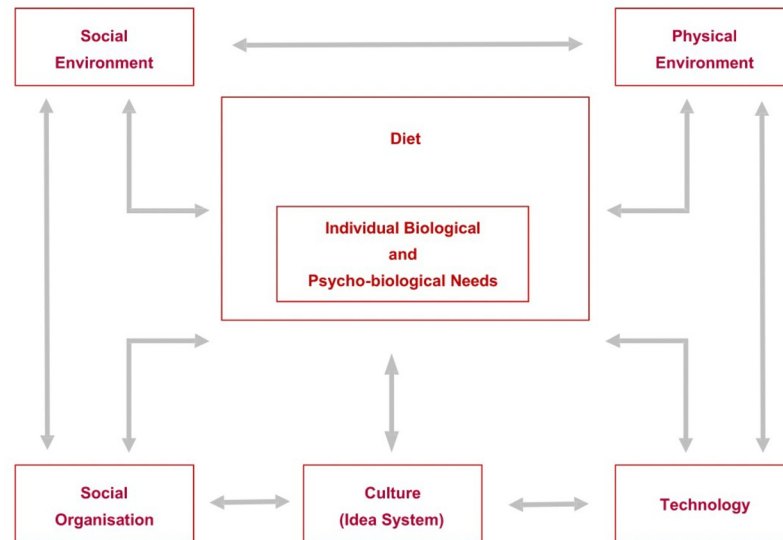 Social
Environment
Physical
Environment
Diet
Individual Biological
and
Psycho-biological Needs
Social
Organisation
Culture
(Idea System)
Technology